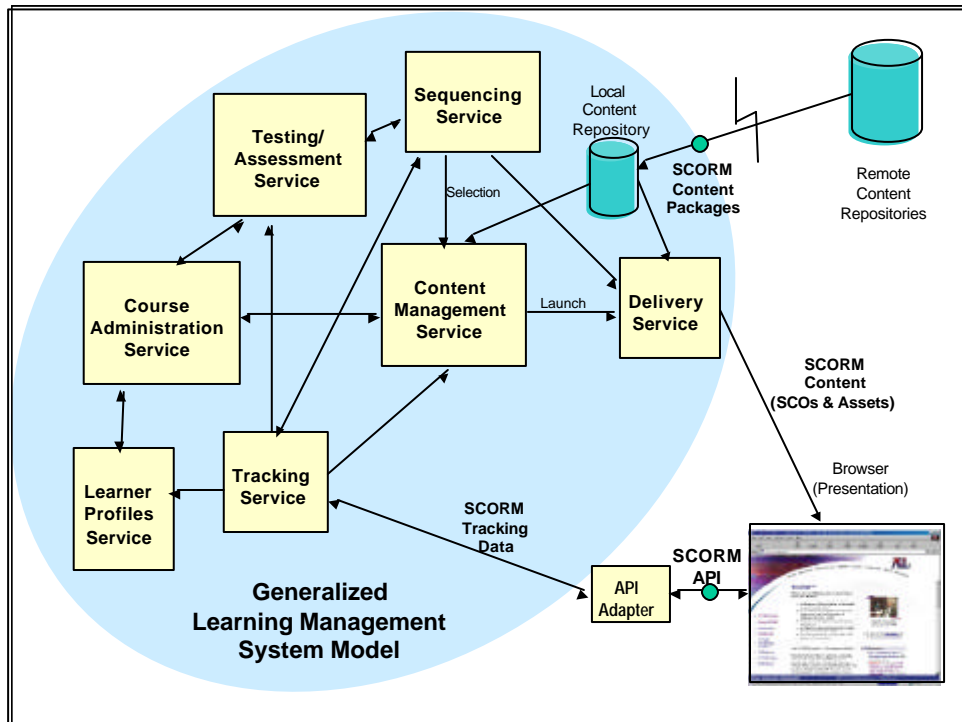 Sequencing
Service
Testing/
Assessment
Service
Local
Content
Repository
SCORM
Content
Packages
Remote
Content
Repositories
Selection
Course
Administration
Service
Content
Management
Service
Launch
Delivery
Service
SCORM
Content
(SCOs & Assets)
Learner
Profiles
Service
Tracking
Service
SCORM
Tracking
Data
Browser
(Presentation)
SCORM
API
API
Adapter
Generalized
Learning Management
System Model